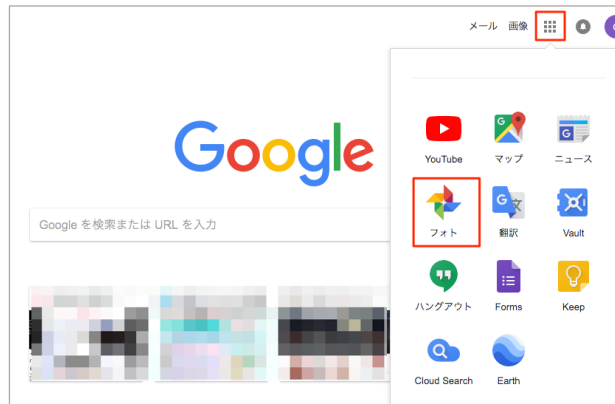 メール 画像
Google
YouTube マップ ニュース
Google を検索または URL を入力
フォト 翻訳 Vault
ハングアウト Forms Keep
Cloud Search Earth